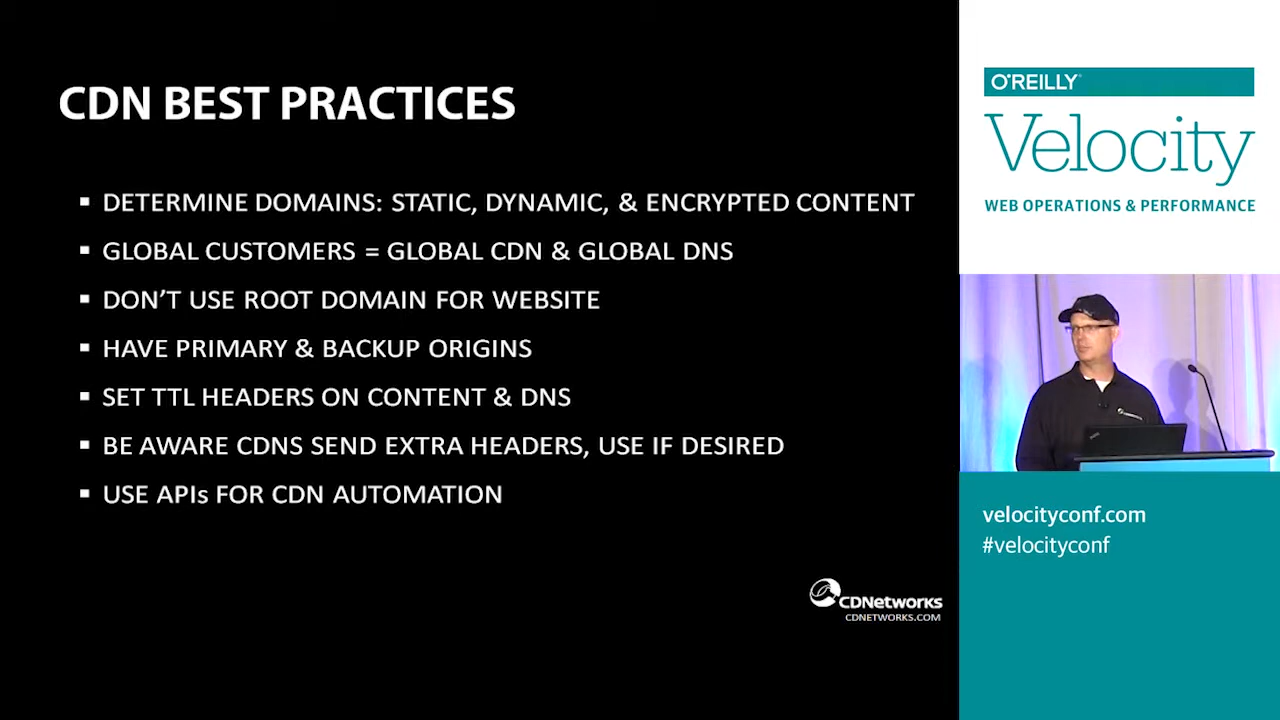 CDN BEST PRACTICES
DETERMINE DOMAINS: STATIC, DYNAMIC, & ENCRYPTED CONTENT
GLOBAL CUSTOMERS = GLOBAL CDN & GLOBAL DNS
DON'T USE ROOT DOMAIN FOR WEBSITE
HAVE PRIMARY & BACKUP ORIGINS
SET TTL HEADERS ON CONTENT & DNS
BE AWARE CDNS SEND EXTRA HEADERS, USE IF DESIRED
USE APIs FOR CDN AUTOMATION
CDNetworks
CDNETWORKS.COM
O'REILLY®
Velocity
WEB OPERATIONS & PERFORMANCE
velocityconf.com
#velocityconf